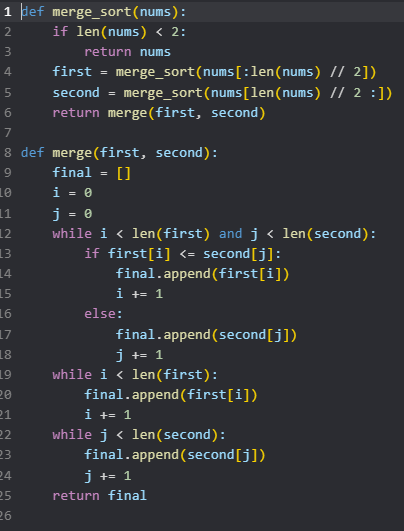 1 def merge_sort(nums):
2     if len(nums) < 2:
3         return nums
4     first = merge_sort(nums[:len(nums) // 2])
5     second = merge_sort(nums[len(nums) // 2 :])
6     return merge(first, second)
7
8 def merge(first, second):
9     final = []
10     i = 0
11     j = 0
12     while i < len(first) and j < len(second):
13         if first[i] <= second[j]:
14             final.append(first[i])
15             i += 1
16         else:
17             final.append(second[j])
18             j += 1
19     while i < len(first):
20         final.append(first[i])
21         i += 1
22     while j < len(second):
23         final.append(second[j])
24         j += 1
25     return final
26